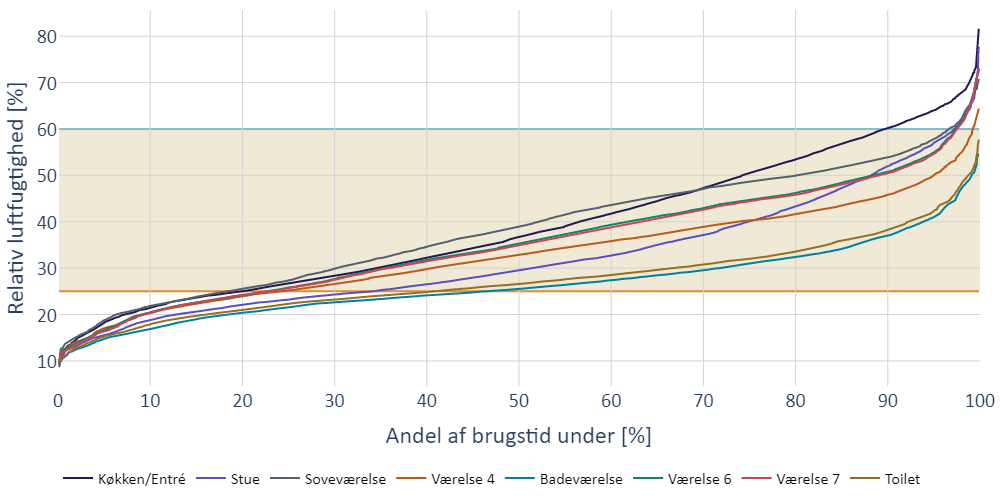 Relativ luftfugtighed [%]
80
70
60
50
40
30
20
10
0 10 20 30 40 50 60 70 80 90 100
Andel af brugstid under [%]
Køkken/Entré Stue Soveværelse Værelse 4 Badeværelse Værelse 6 Værelse 7 Toilet